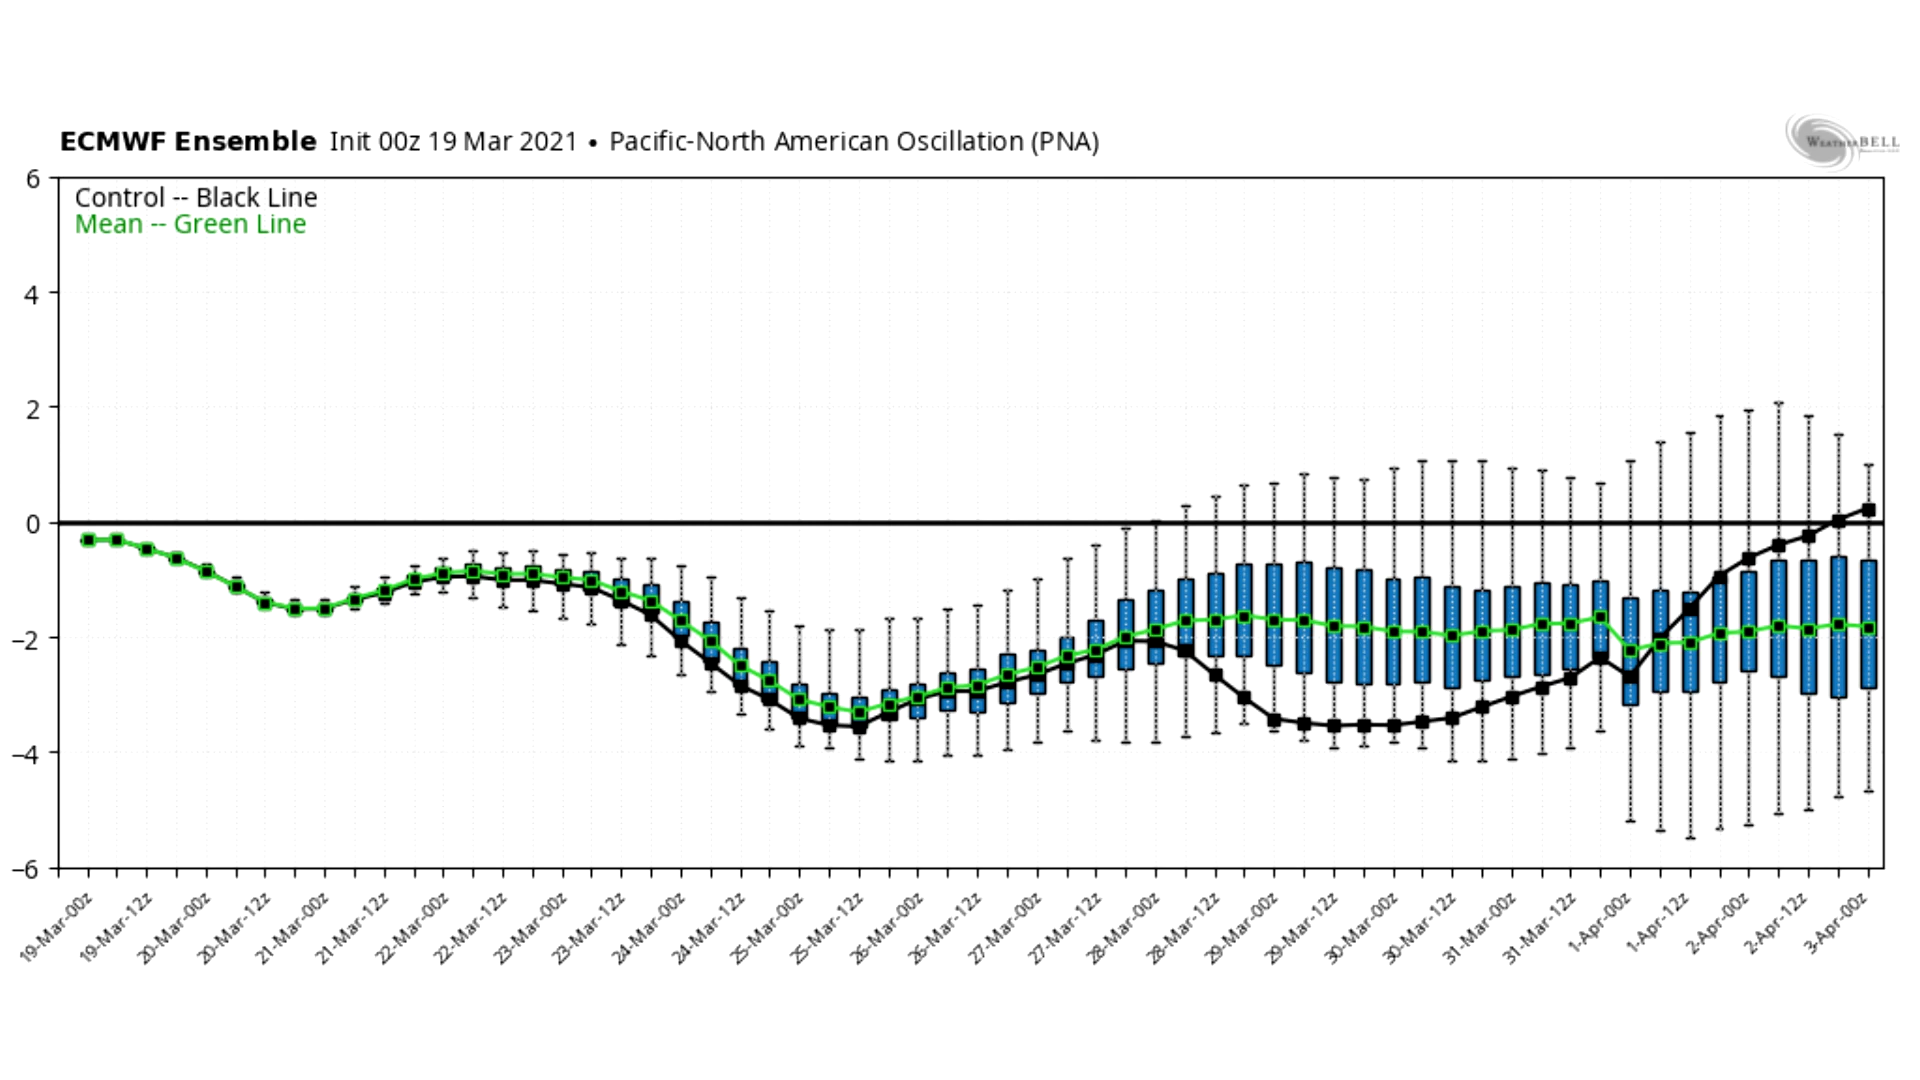 ECMWF Ensemble Init 00z 19 Mar 2021 • Pacific-North American Oscillation (PNA)
WEATHERBELL
Control -- Black Line
Mean -- Green Line
6
4
2
0
−2
−4
−6
19-Mar-00z
19-Mar-12z
20-Mar-00z
20-Mar-12z
21-Mar-00z
21-Mar-12z
22-Mar-00z
22-Mar-12z
23-Mar-00z
23-Mar-12z
24-Mar-00z
24-Mar-12z
25-Mar-00z
25-Mar-12z
26-Mar-00z
26-Mar-12z
27-Mar-00z
27-Mar-12z
28-Mar-00z
28-Mar-12z
29-Mar-00z
29-Mar-12z
30-Mar-00z
30-Mar-12z
31-Mar-00z
31-Mar-12z
1-Apr-00z
1-Apr-12z
2-Apr-00z
2-Apr-12z
3-Apr-00z